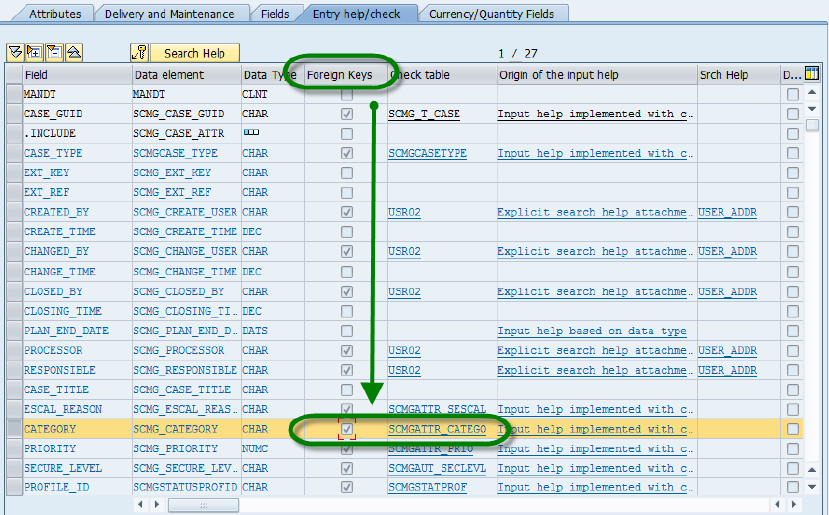 Attributes Delivery and Maintenance Fields Entry help/check Currency/Quantity Fields
Search Help 1 / 27
Field Data element Data Type Foreign Keys Check table Origin of the input help Srch Help D...
MANDT MANDT CLNT
CASE_GUID SCMG_CASE_GUID CHAR SCMG_T_CASE Input help implemented with c..
.INCLUDE SCMG_CASE_ATTR
CASE_TYPE SCMGCASE_TYPE CHAR SCMGCASETYPE Input help implemented with c..
EXT_KEY SCMG_EXT_KEY CHAR
EXT_REF SCMG_EXT_REF CHAR
CREATED_BY SCMG_CREATE_USER CHAR USR02 Explicit search help attachme.. USER_ADDR
CREATE_TIME SCMG_CREATE_TIME DEC
CHANGED_BY SCMG_CHANGE_USER CHAR USR02 Explicit search help attachme.. USER_ADDR
CHANGE_TIME SCMG_CHANGE_TIME DEC
CLOSED_BY SCMG_CLOSED_BY CHAR USR02 Explicit search help attachme.. USER_ADDR
CLOSING_TIME SCMG_CLOSING_TI.. DEC
PLAN_END_DATE SCMG_PLAN_END_D.. DATS Input help based on data type
PROCESSOR SCMG_PROCESSOR CHAR USR02 Explicit search help attachme.. USER_ADDR
RESPONSIBLE SCMG_RESPONSIBLE CHAR USR02 Explicit search help attachme.. USER_ADDR
CASE_TITLE SCMG_CASE_TITLE CHAR
ESCAL_REASON SCMG_ESCAL_REAS.. CHAR SCMGATTR_SESCAL Input help implemented with c..
CATEGORY SCMG_CATEGORY CHAR SCMGATTR_CATEGO Input help implemented with c..
PRIORITY SCMG_PRIORITY NUMC SCMGATTR_PRIO Input help implemented with c..
SECURE_LEVEL SCMG_SECURE_LEV.. CHAR SCMGAUT_SECLEVL Input help implemented with c..
PROFILE_ID SCMGSTATUSPROFID CHAR SCMGSTATPROF Input help implemented with c..